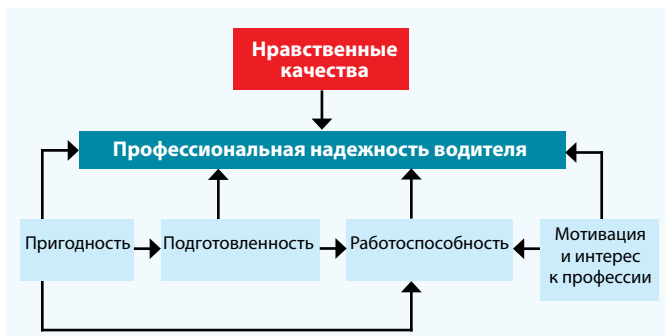 Нравственные
качества
Профессиональная надежность водителя
Пригодность
Подготовленность
Работоспособность
Мотивация
и интерес
к профессии